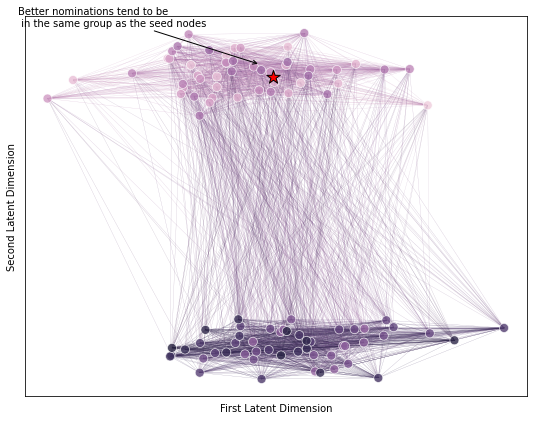 Better nominations tend to be
in the same group as the seed nodes
Second Latent Dimension
First Latent Dimension